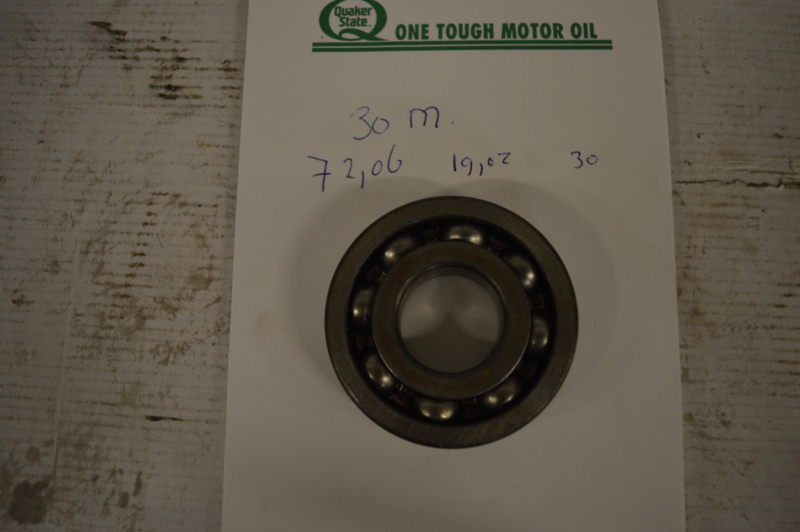 Quaker
State
ONE TOUGH MOTOR OIL
30 m.
72,06 19,02 30